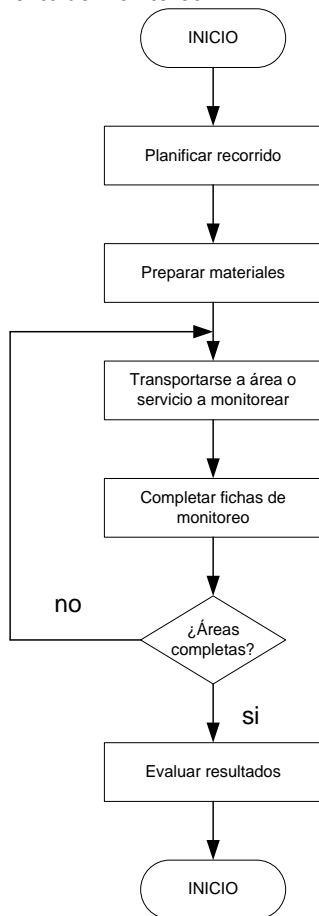 INICIO
Planificar recorrido
Preparar materiales
Transportarse a área o
servicio a monitorear
Completar fichas de
monitoreo
¿Áreas
completas?
no
si
Evaluar resultados
INICIO